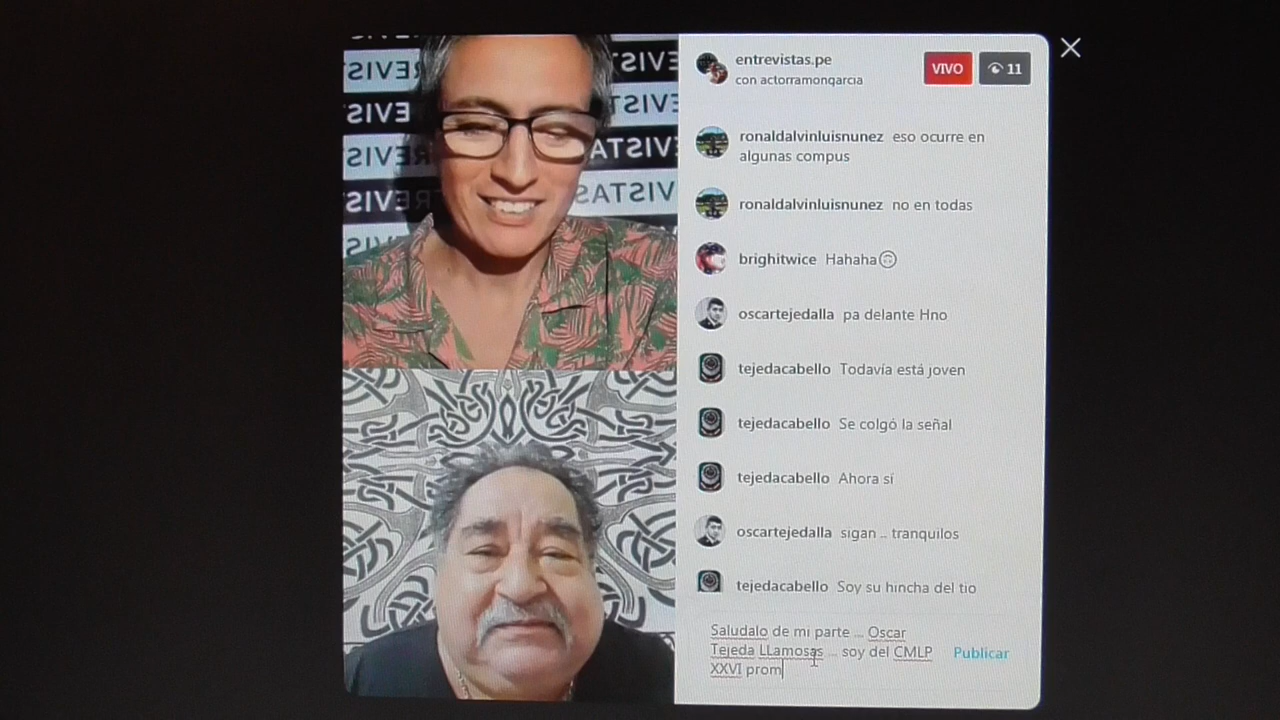 entrevistas.pe
con actorramongarcia
VIVO
11
ronaldalvinluisnunez eso ocurre en
algunas compus
ronaldalvinluisnunez no en todas
brighitwice Hahaha🙃
oscartejedalla pa delante Hno
tejedacabello Todavía está joven
tejedacabello Se colgó la señal
tejedacabello Ahora sí
oscartejedalla sigan .. tranquilos
tejedacabello Soy su hincha del tio
Saludalo de mi parte ... Oscar
Tejeda LLamosas ... soy del CMLP
XXVI prom
Publicar